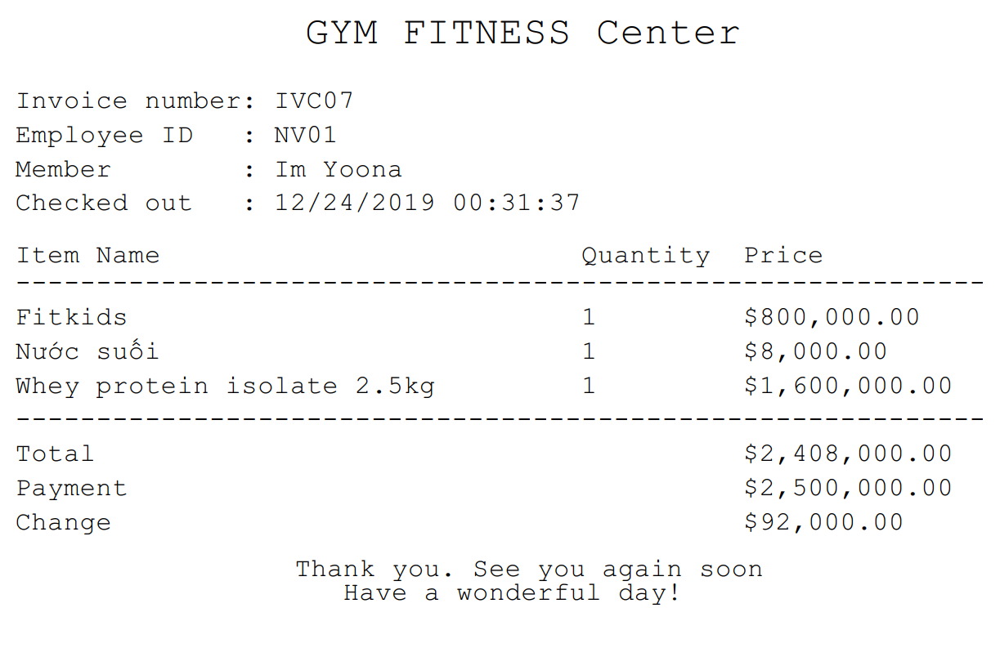 GYM FITNESS Center
Invoice number: IVC07
Employee ID : NV01
Member : Im Yoona
Checked out : 12/24/2019 00:31:37
Item Name Quantity Price
------------------------------------------------------------
Fitkids 1 $800,000.00
Nước suối 1 $8,000.00
Whey protein isolate 2.5kg 1 $1,600,000.00
------------------------------------------------------------
Total $2,408,000.00
Payment $2,500,000.00
Change $92,000.00
Thank you. See you again soon
Have a wonderful day!